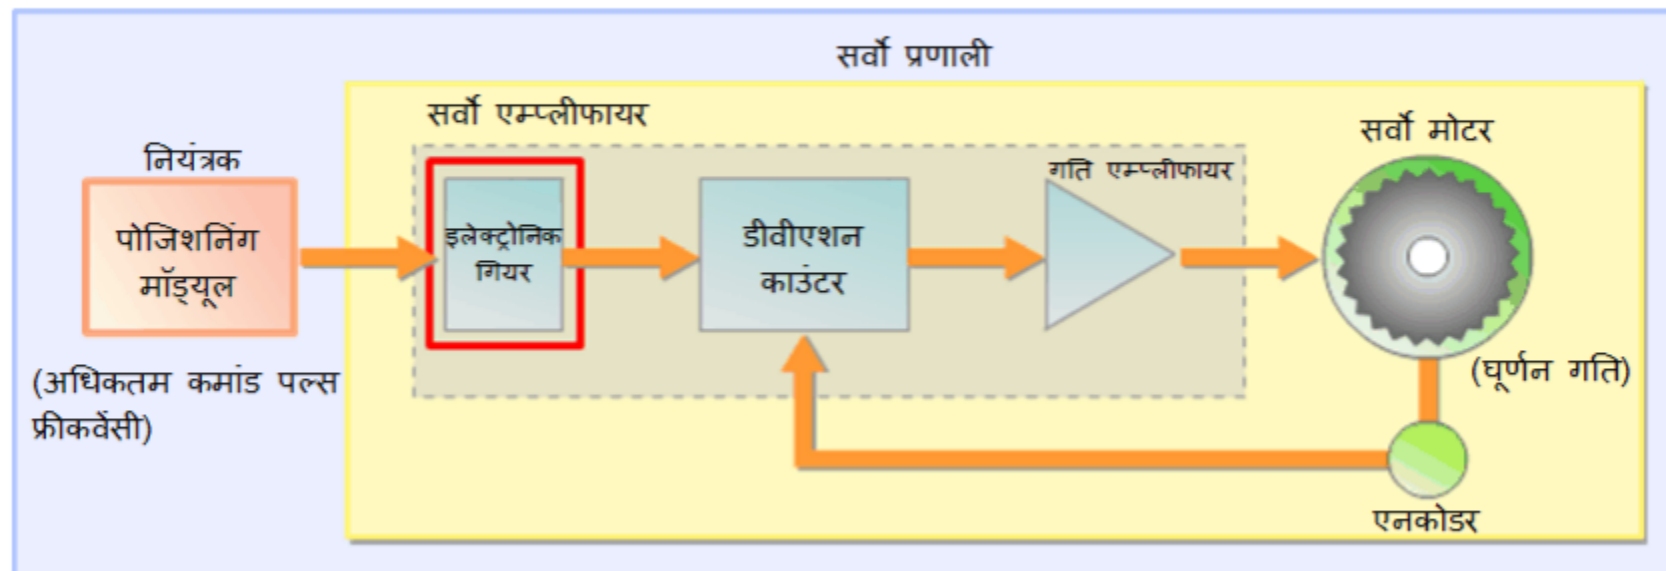 सर्वो प्रणाली
सर्वो एम्प्लीफायर
नियंत्रक
पोजिशनिंग
मॉड्यूल
(अधिकतम कमांड पल्स
फ्रीकवेंसी)
इलेक्ट्रोनिक
गियर
डीवीएशन
काउंटर
गति एम्प्लीफायर
सर्वो मोटर
(घूर्णन गति)
एनकोडर